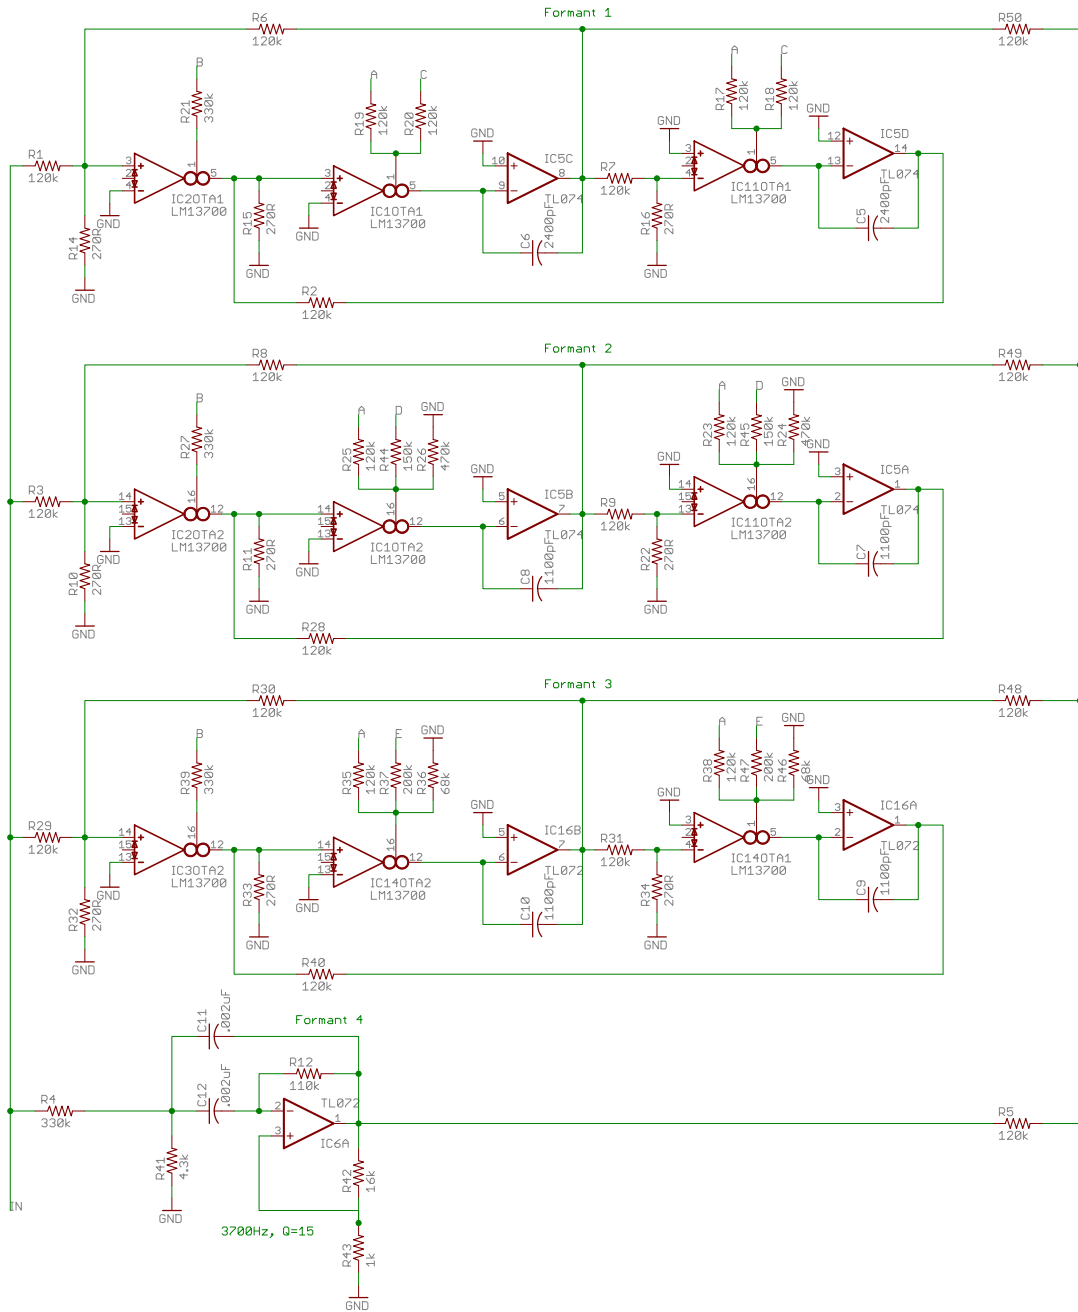 Formant 1
R6
120k
R50
120k
B
R21
330k
A
C
R19
120k
R20
120k
A
C
R17
120k
R18
120k
R1
120k
3
2
4
1
5
IC2OTA1
LM13700
GND
R14
270R
GND
R15
270R
GND
3
2
4
1
5
IC1OTA1
LM13700
GND
GND
10
9
8
IC5C
TL074
C6
2400pF
R7
120k
GND
R16
270R
GND
3
2
4
1
5
IC11OTA1
LM13700
GND
12
13
14
IC5D
TL074
C5
2400pF
R2
120k
Formant 2
R8
120k
R49
120k
B
R27
330k
A
D
GND
R25
120k
R44
150k
R26
470k
A
D
GND
R23
120k
R45
150k
R24
470k
R3
120k
14
15
13
16
12
IC2OTA2
LM13700
GND
R10
270R
GND
R11
270R
GND
14
15
13
16
12
IC1OTA2
LM13700
GND
GND
5
6
7
IC5B
TL074
C8
1100pF
R9
120k
GND
R22
270R
GND
14
15
13
16
12
IC11OTA2
LM13700
GND
3
2
1
IC5A
TL074
C7
1100pF
R28
120k
Formant 3
R30
120k
R48
120k
B
R39
330k
A
E
GND
R35
120k
R37
200k
R36
68k
A
E
GND
R38
120k
R47
200k
R46
68k
R29
120k
14
15
13
16
12
IC3OTA2
LM13700
GND
R32
270R
GND
R33
270R
GND
14
15
13
16
12
IC14OTA2
LM13700
GND
GND
5
6
7
IC16B
TL072
C10
1100pF
R31
120k
GND
R34
270R
GND
3
2
4
1
5
IC14OTA1
LM13700
GND
3
2
1
IC16A
TL072
C9
1100pF
R40
120k
Formant 4
C11
.002uF
R12
110k
C12
.002uF
R4
330k
2
3
1
TL072
IC6A
R5
120k
R41
4.3k
GND
R42
16k
IN
3700Hz, Q=15
R43
1k
GND